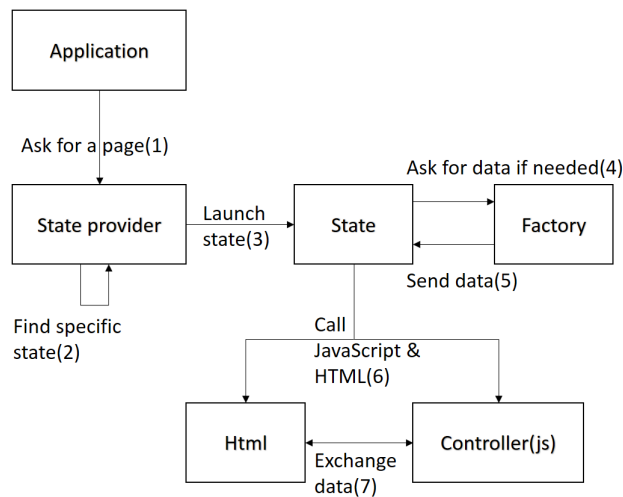 Application
Ask for a page(1)
Ask for data if needed(4)
State provider
Launch
state(3)
State
Factory
Send data(5)
Find specific
state(2)
Call
JavaScript &
HTML(6)
Html
Controller(js)
Exchange
data(7)